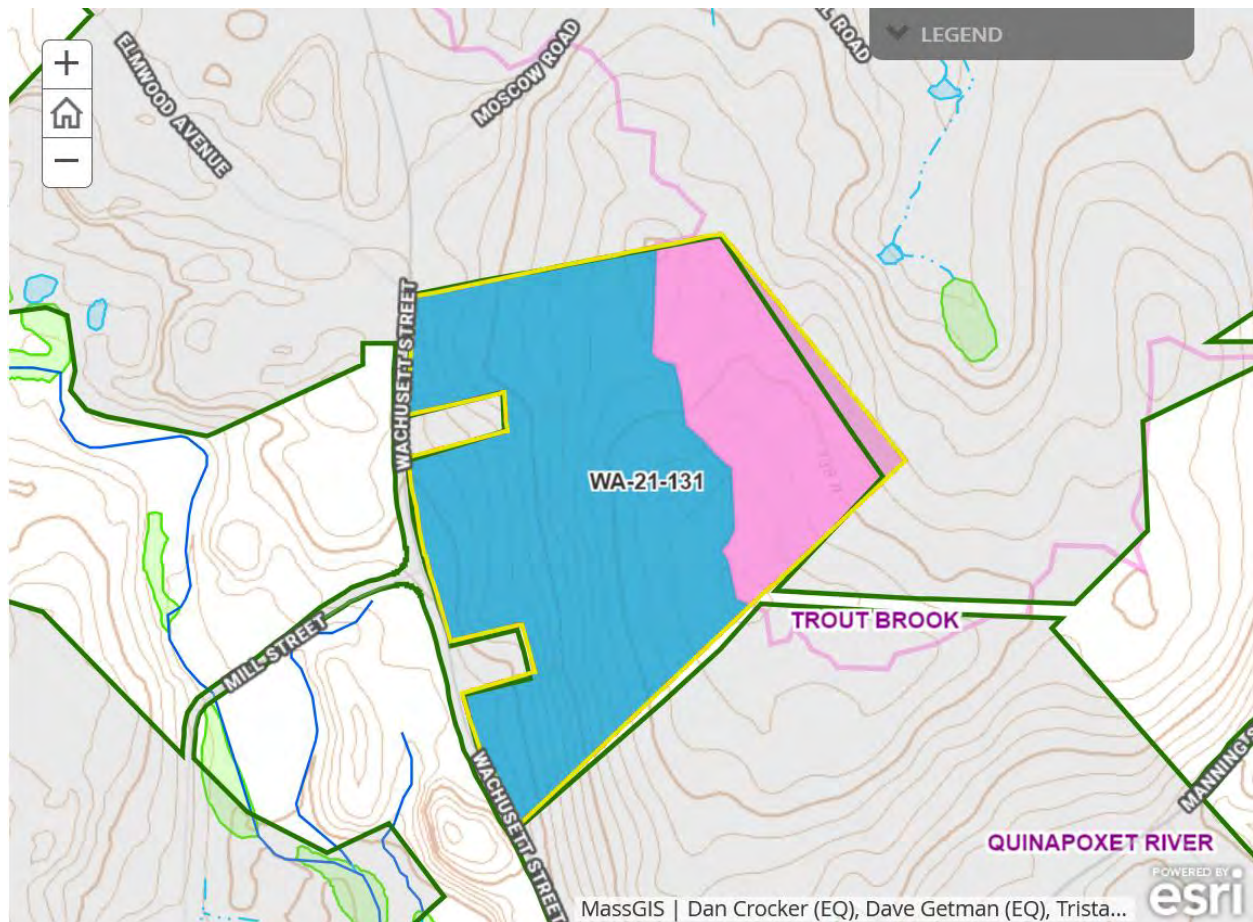 LEGEND
+
−
ELMWOOD AVENUE
MOSCOW ROAD
ROAD
WACHUSETT STREET
WA-21-131
TROUT BROOK
MILL STREET
WACHUSETT STREET
QUINAPOXET RIVER
POWERED BY
esri
MassGIS | Dan Crocker (EQ), Dave Getman (EQ), Trista...